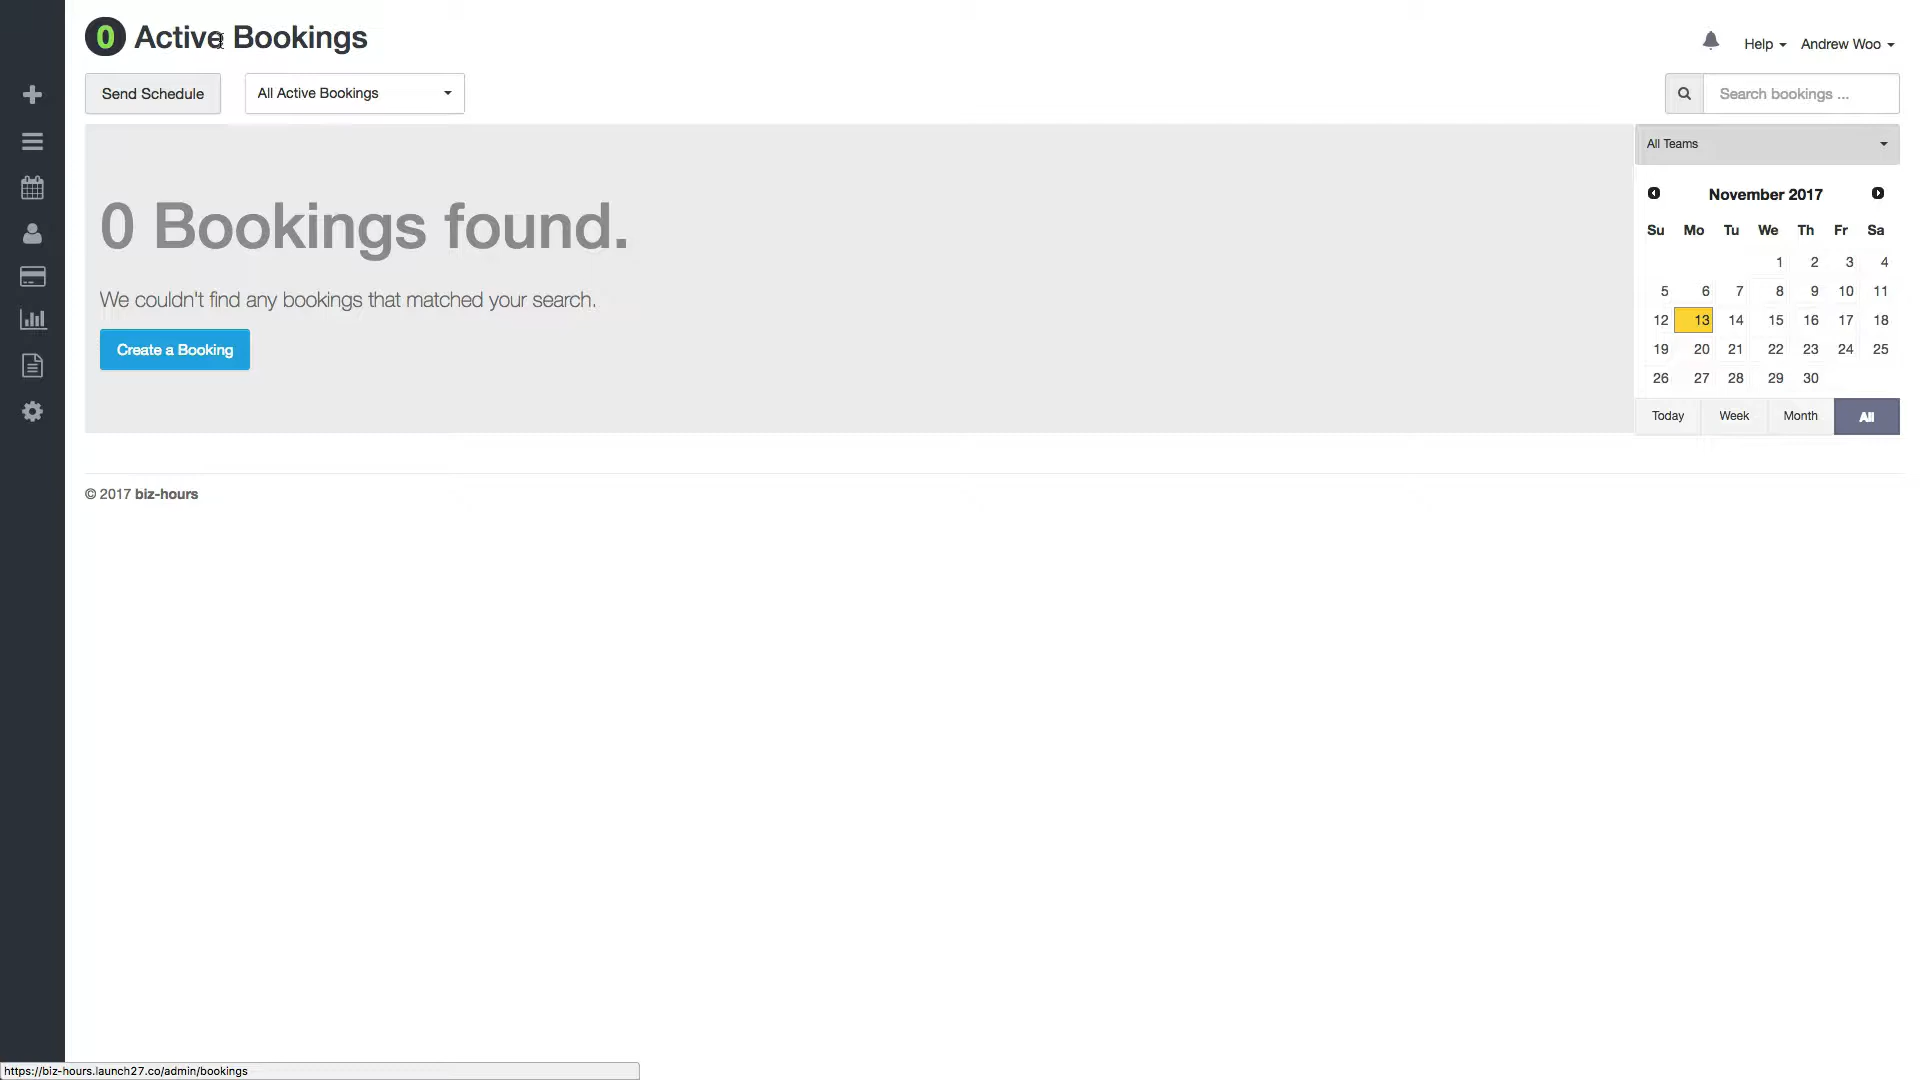 0 Active Bookings
Help
Andrew Woo
Send Schedule
All Active Bookings
Search bookings ...
0 Bookings found.
We couldn't find any bookings that matched your search.
Create a Booking
All Teams
November 2017
Su Mo Tu We Th Fr Sa
1 2 3 4
5 6 7 8 9 10 11
12 13 14 15 16 17 18
19 20 21 22 23 24 25
26 27 28 29 30
Today Week Month All
© 2017 biz-hours
https://biz-hours.launch27.co/admin/bookings